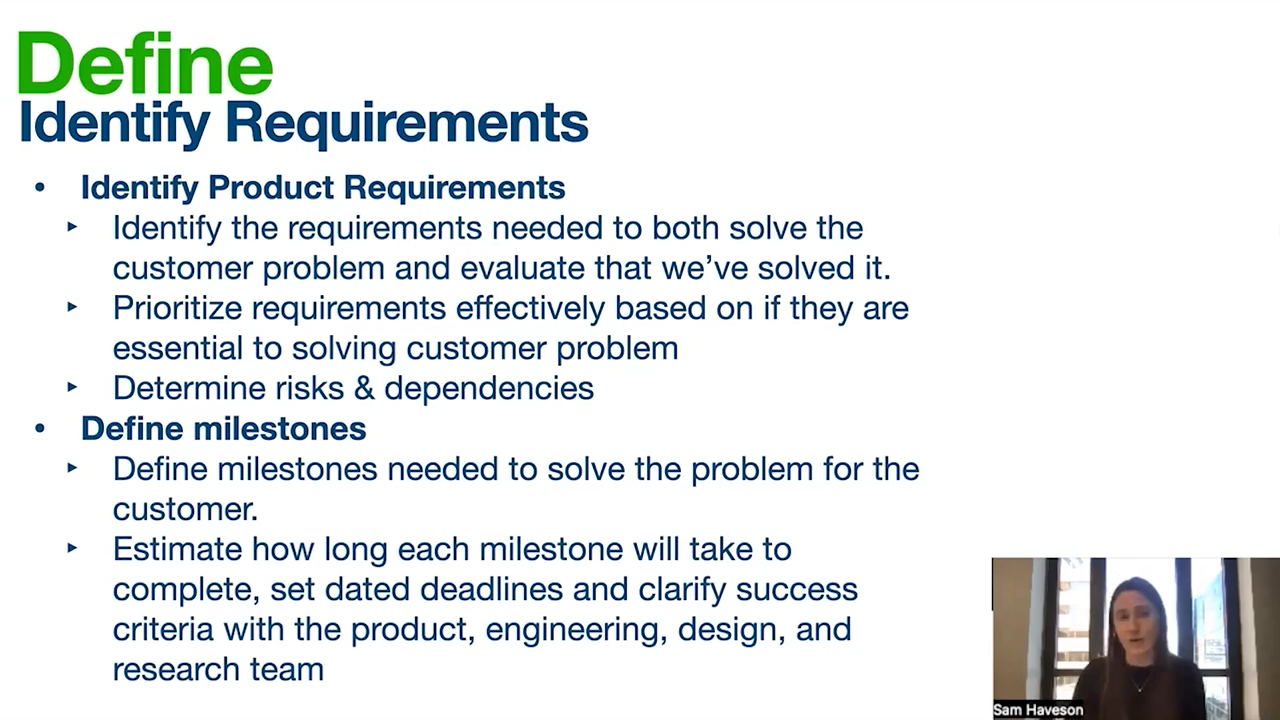 Define
Identify Requirements
• Identify Product Requirements
‣ Identify the requirements needed to both solve the
customer problem and evaluate that we’ve solved it.
‣ Prioritize requirements effectively based on if they are
essential to solving customer problem
‣ Determine risks & dependencies
• Define milestones
‣ Define milestones needed to solve the problem for the
customer.
‣ Estimate how long each milestone will take to
complete, set dated deadlines and clarify success
criteria with the product, engineering, design, and
research team
Sam Haveson